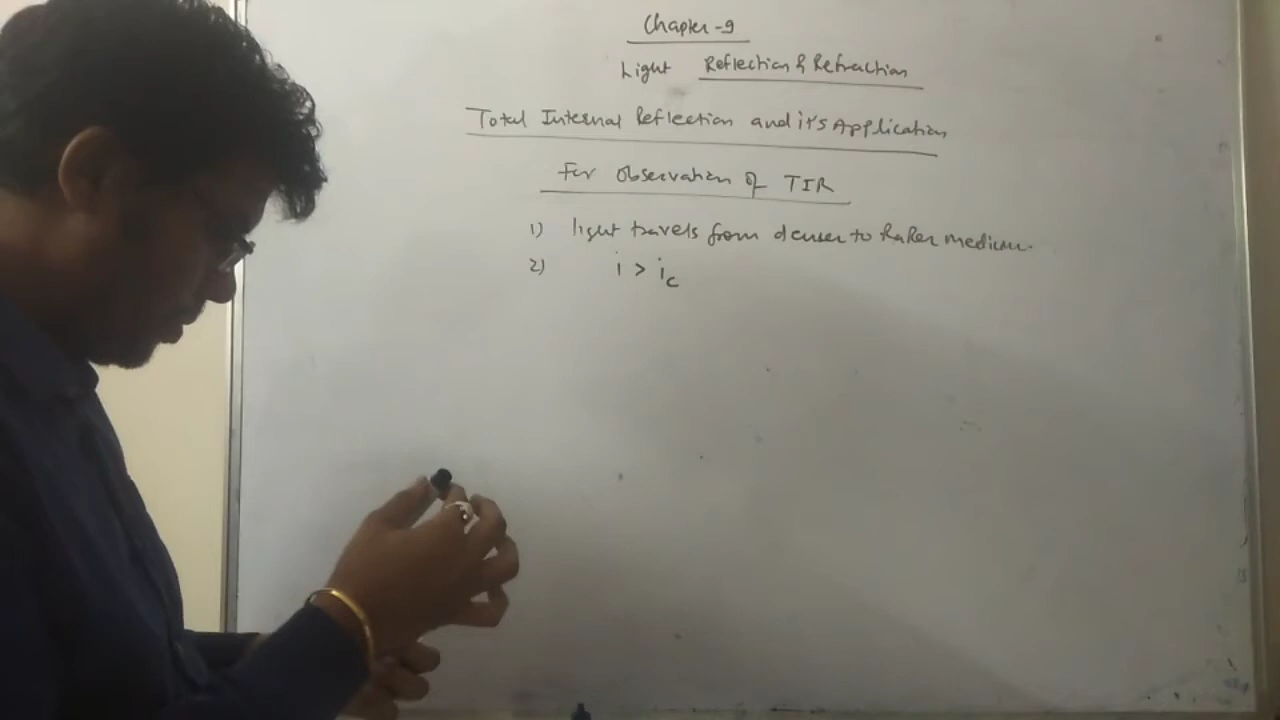 Chapter-9
Light Reflection & Refraction
Total Internal Reflection and it's Application
For Observation of TIR
1) light travels from denser to Rarer medium.
2) i > ic